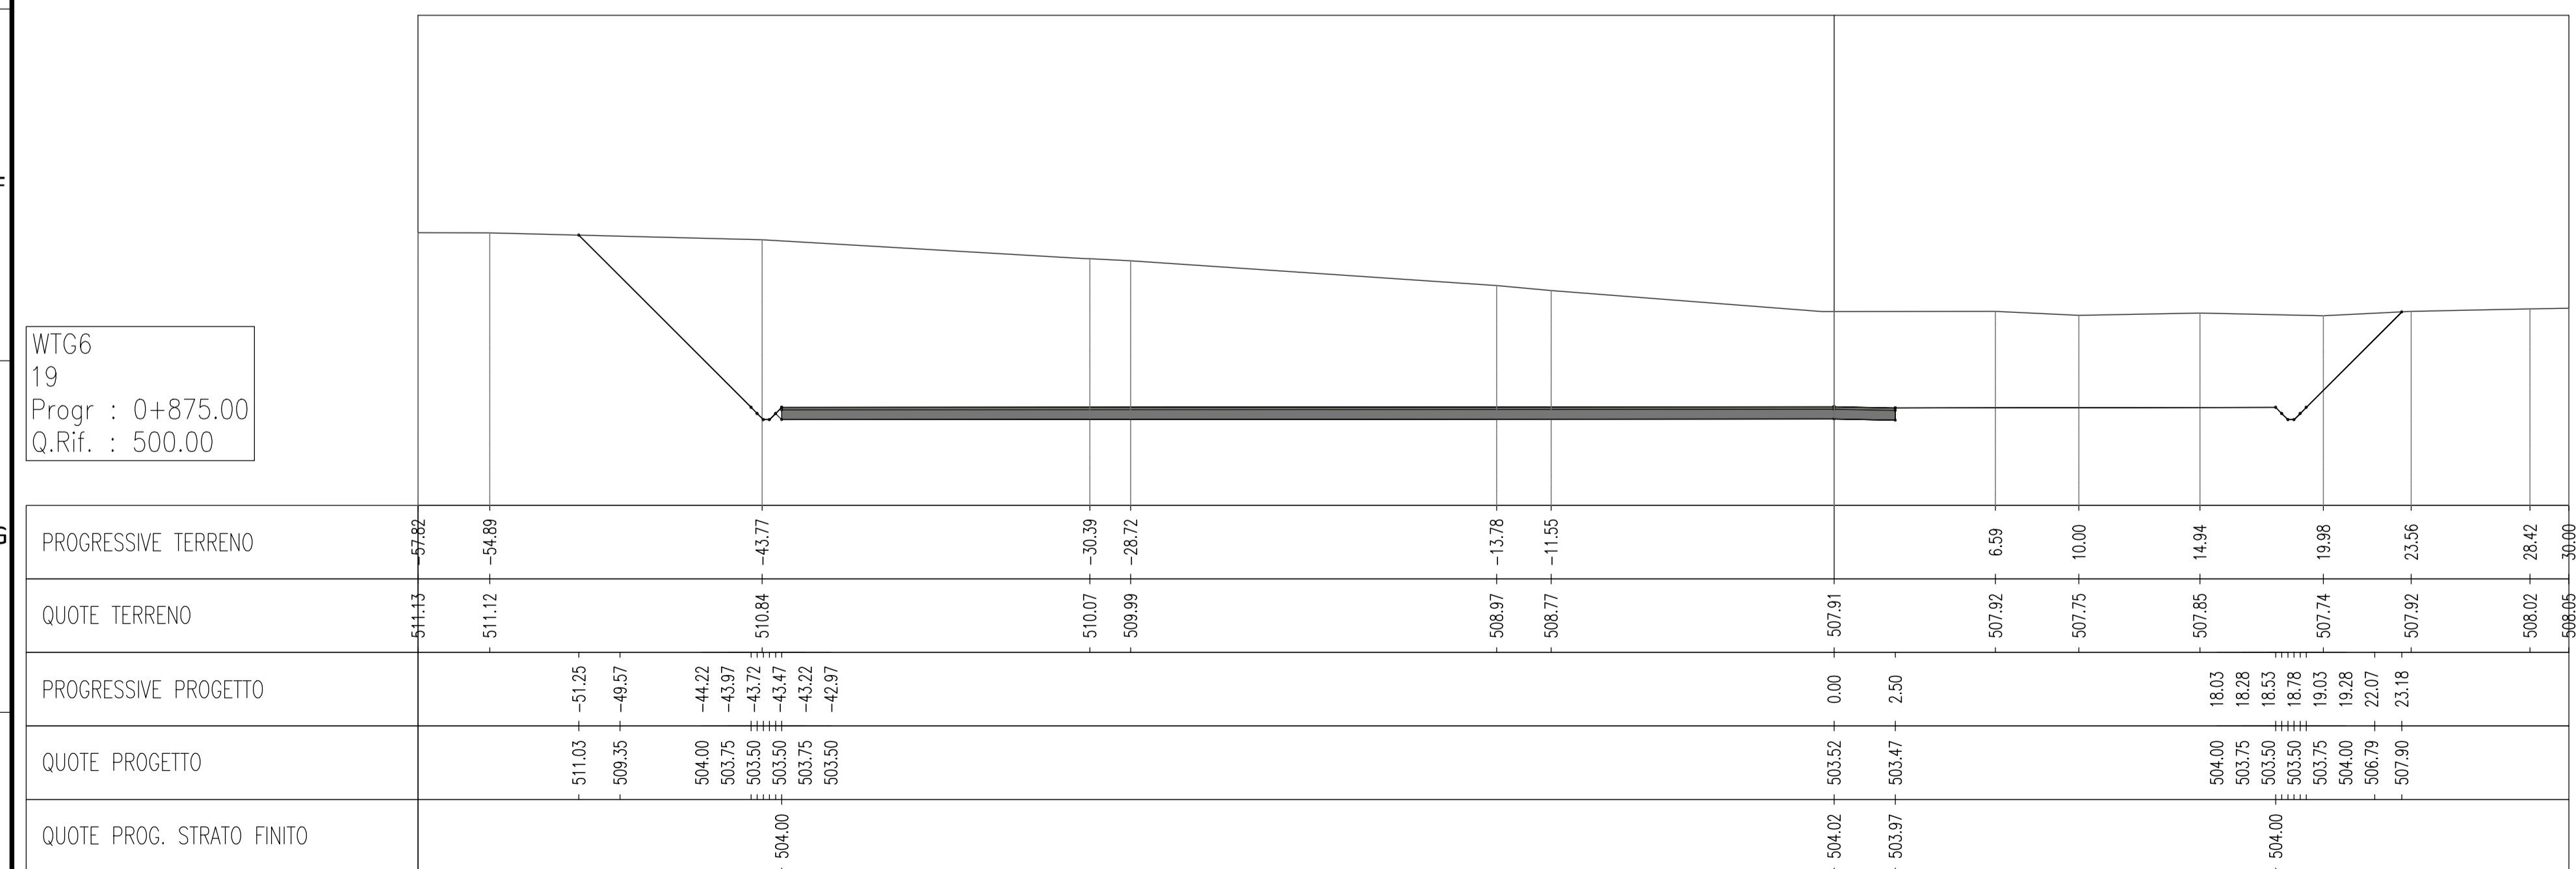 WTG6
19
Progr : 0+875.00
Q.Rif. : 500.00
PROGRESSIVE TERRENO
-57.82 -54.89 -43.77 -30.39 -28.72 -13.78 -11.55 6.59 10.00 14.94 19.98 23.56 28.42 30.00
QUOTE TERRENO
511.13 511.12 510.84 510.07 509.99 508.97 508.77 507.91 507.92 507.75 507.85 507.74 507.92 508.02 508.05
PROGRESSIVE PROGETTO
-51.25 -49.57 -44.22 -43.97 -43.72 -43.47 -43.22 -42.97 0.00 2.50 18.03 18.28 18.53 18.78 19.03 19.28 22.07 23.18
QUOTE PROGETTO
511.03 509.35 504.00 503.75 503.50 503.50 503.75 503.50 503.52 503.47 504.00 503.75 503.50 503.50 503.75 504.00 506.79 507.90
QUOTE PROG. STRATO FINITO
504.00 504.02 503.97 504.00